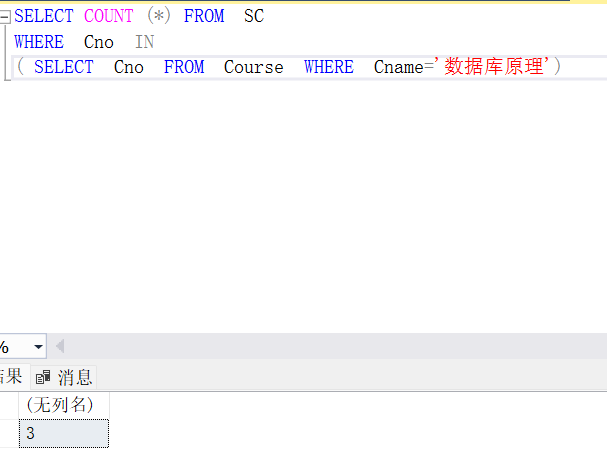 SELECT COUNT (*) FROM SC
WHERE Cno IN
( SELECT Cno FROM Course WHERE Cname='数据库原理')
%
结果 消息
(无列名)
3